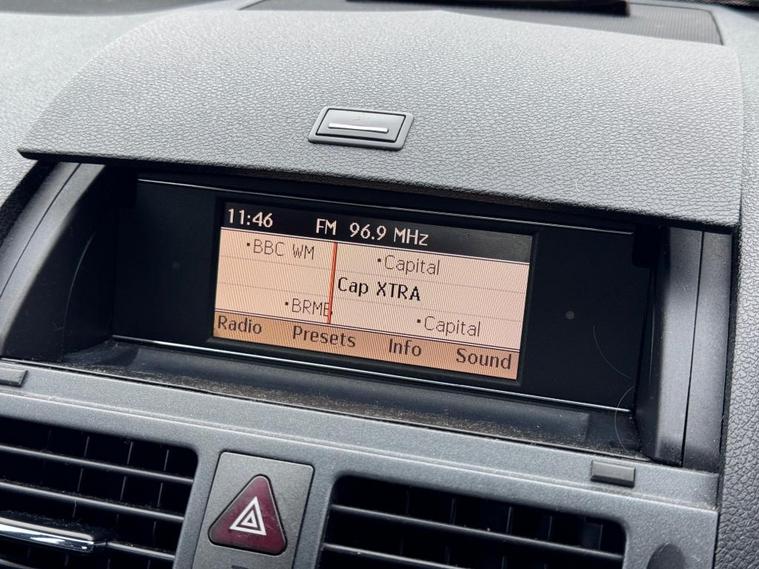 11:46 FM 96.9 MHz
•BBC WM •Capital
Cap XTRA
•BRMB •Capital
Radio Presets Info Sound